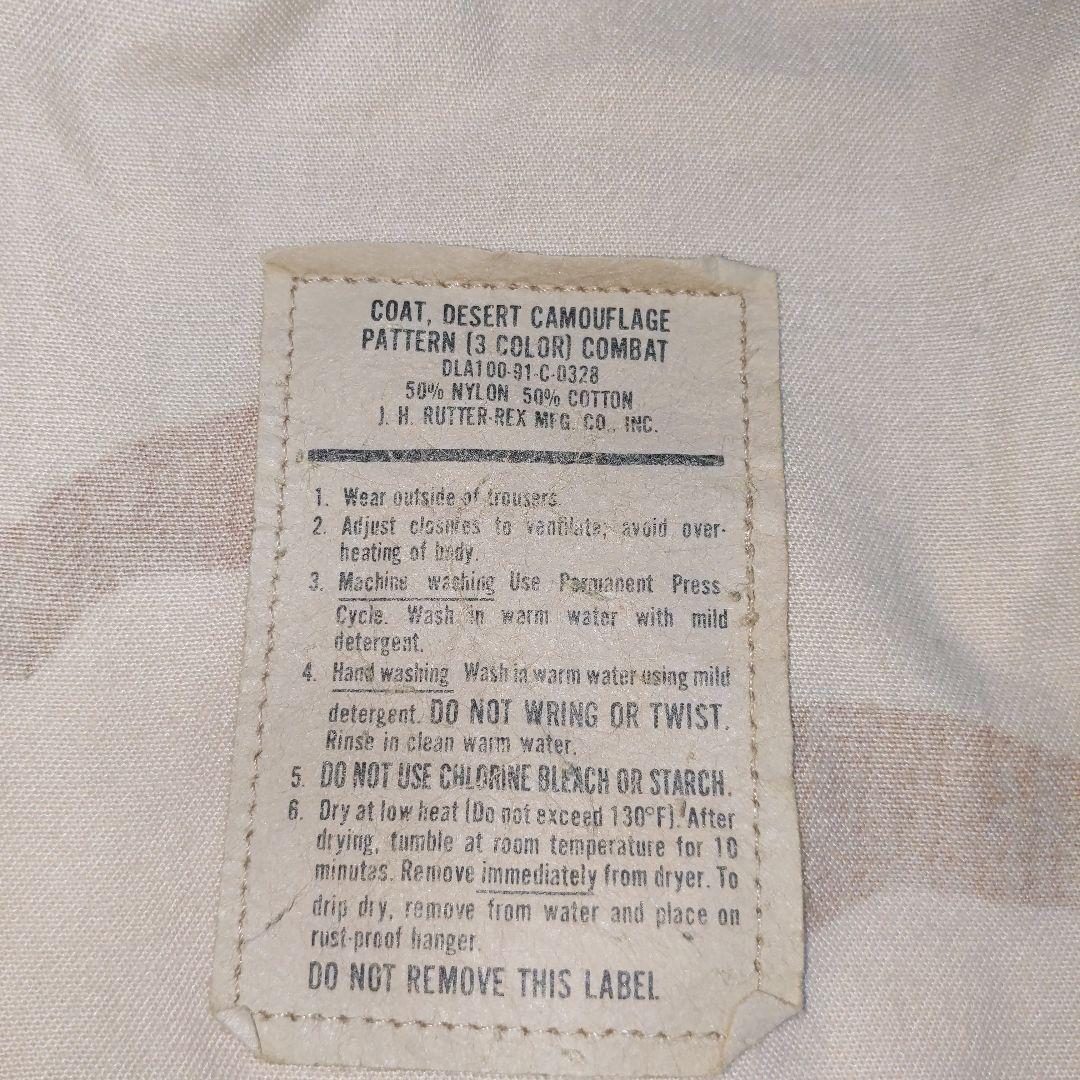 COAT, DESERT CAMOUFLAGE
PATTERN (3 COLOR) COMBAT
DLA100-91-C-0328
50% NYLON 50% COTTON
J. H. RUTTER-REX MFG. CO., INC.
1. Wear outside of trousers.
2. Adjust closures to ventilate; avoid over-
heating of body.
3. Machine washing Use Permanent Press
Cycle. Wash in warm water with mild
detergent.
4. Hand washing Wash in warm water using mild
detergent. DO NOT WRING OR TWIST.
Rinse in clean warm water.
5. DO NOT USE CHLORINE BLEACH OR STARCH.
6. Dry at low heat (Do not exceed 130°F). After
drying, tumble at room temperature for 10
minutes. Remove immediately from dryer. To
drip dry, remove from water and place on
rust-proof hanger.
DO NOT REMOVE THIS LABEL